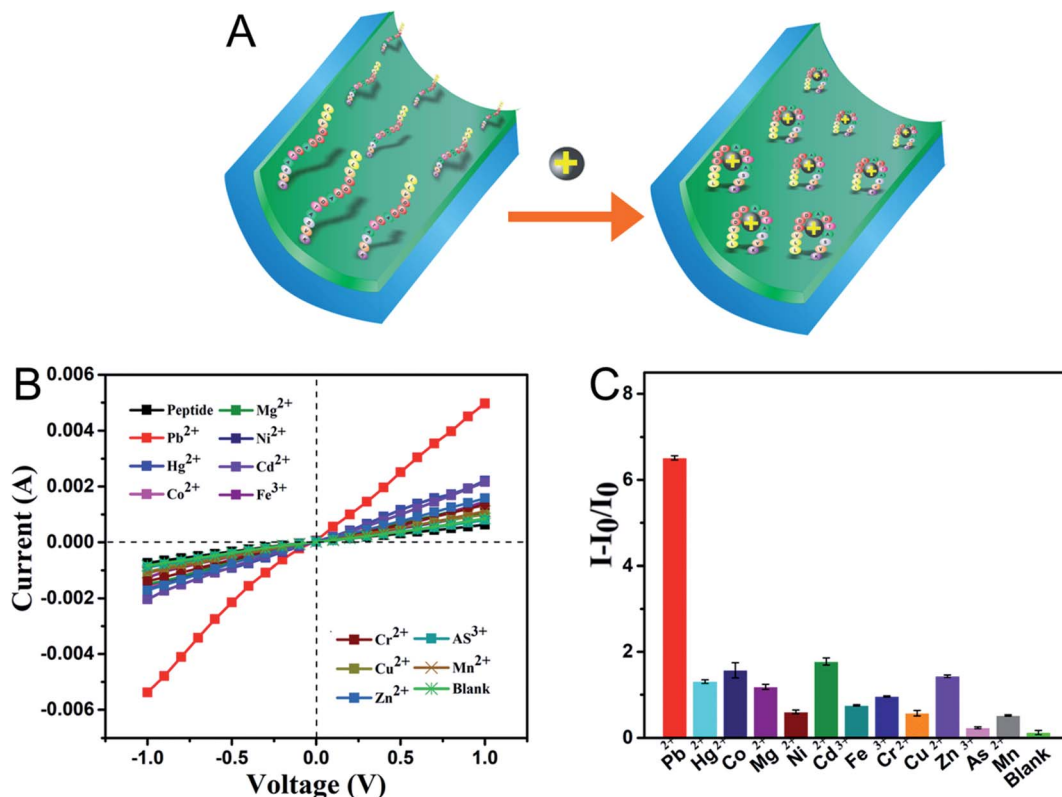 A
B
C
0.006
0.004
0.002
0.000
-0.002
-0.004
-0.006
Current (A)
Peptide
Pb2+
Hg2+
Co2+
Mg2+
Ni2+
Cd2+
Fe3+
Cr2+
Cu2+
Zn2+
AS3+
Mn2+
Blank
-1.0 -0.5 0.0 0.5 1.0
Voltage (V)
8
6
4
2
0
I-I0/I0
Pb2+ Hg2+ Co2+ Mg2+ Ni2+ Cd2+ Fe3+ Cr3+ Cu2+ Zn2+ As3+ Mn2+ Blank